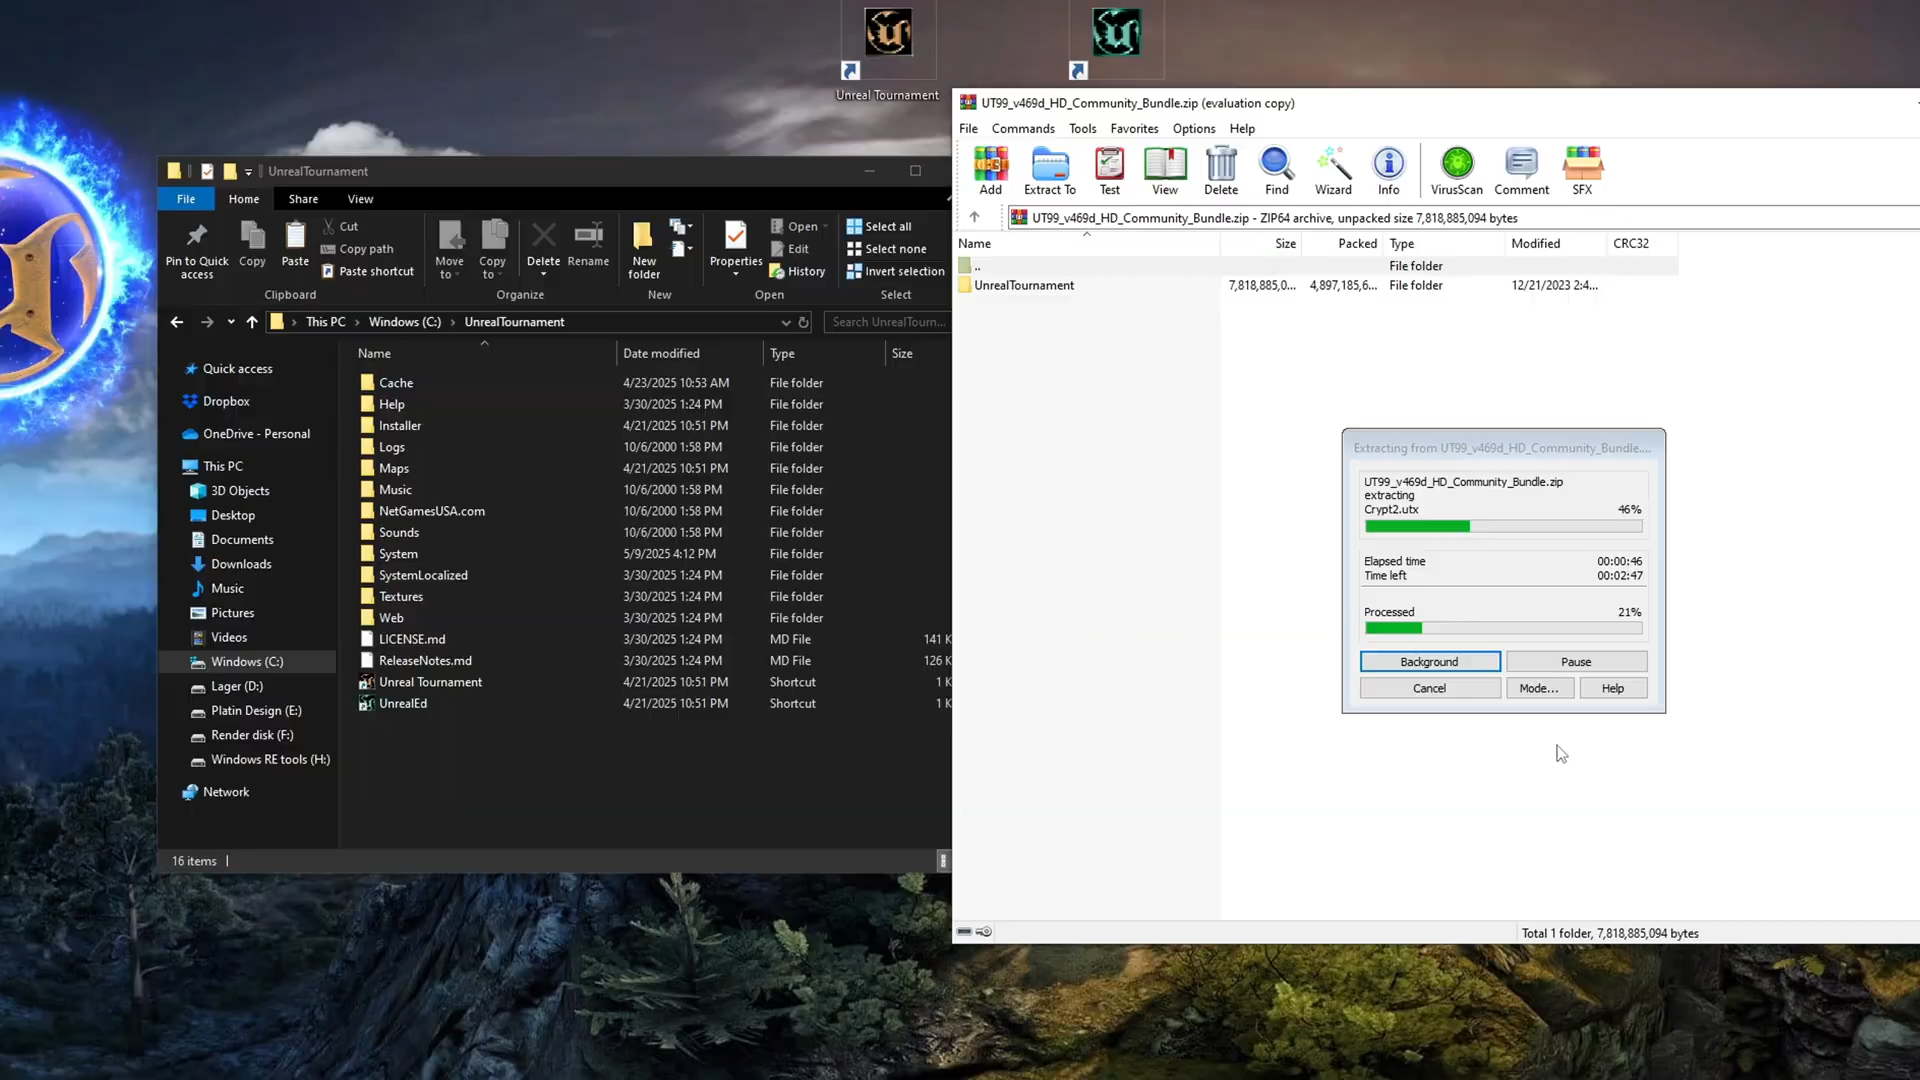 Unreal Tournament
UnrealTournament
File
Home
Share
View
Pin to Quick access
Copy
Paste
Cut
Copy path
Paste shortcut
Clipboard
Move to
Copy to
Delete
Rename
Organize
New folder
New
Properties
Open
Edit
History
Open
Select all
Select none
Invert selection
Select
This PC
Windows (C:)
UnrealTournament
Search UnrealTourn...
Quick access
Dropbox
OneDrive - Personal
This PC
3D Objects
Desktop
Documents
Downloads
Music
Pictures
Videos
Windows (C:)
Lager (D:)
Platin Design (E:)
Render disk (F:)
Windows RE tools (H:)
Network
Name Date modified Type Size
Cache 4/23/2025 10:53 AM File folder
Help 3/30/2025 1:24 PM File folder
Installer 4/21/2025 10:51 PM File folder
Logs 10/6/2000 1:58 PM File folder
Maps 4/21/2025 10:51 PM File folder
Music 10/6/2000 1:58 PM File folder
NetGamesUSA.com 10/6/2000 1:58 PM File folder
Sounds 10/6/2000 1:58 PM File folder
System 5/9/2025 4:12 PM File folder
SystemLocalized 3/30/2025 1:24 PM File folder
Textures 3/30/2025 1:24 PM File folder
Web 3/30/2025 1:24 PM File folder
LICENSE.md 3/30/2025 1:24 PM MD File 141 K
ReleaseNotes.md 3/30/2025 1:24 PM MD File 126 K
Unreal Tournament 4/21/2025 10:51 PM Shortcut 1 K
UnrealEd 4/21/2025 10:51 PM Shortcut 1 K
16 items
UT99_v469d_HD_Community_Bundle.zip (evaluation copy)
File Commands Tools Favorites Options Help
Add Extract To Test View Delete Find Wizard Info VirusScan Comment SFX
UT99_v469d_HD_Community_Bundle.zip - ZIP64 archive, unpacked size 7,818,885,094 bytes
Name Size Packed Type Modified CRC32
.. File folder
UnrealTournament 7,818,885,0... 4,897,185,6... File folder 12/21/2023 2:4...
Extracting from UT99_v469d_HD_Community_Bundle....
UT99_v469d_HD_Community_Bundle.zip
extracting
Crypt2.utx 46%
Elapsed time 00:00:46
Time left 00:02:47
Processed 21%
Background Pause
Cancel Mode... Help
Total 1 folder, 7,818,885,094 bytes